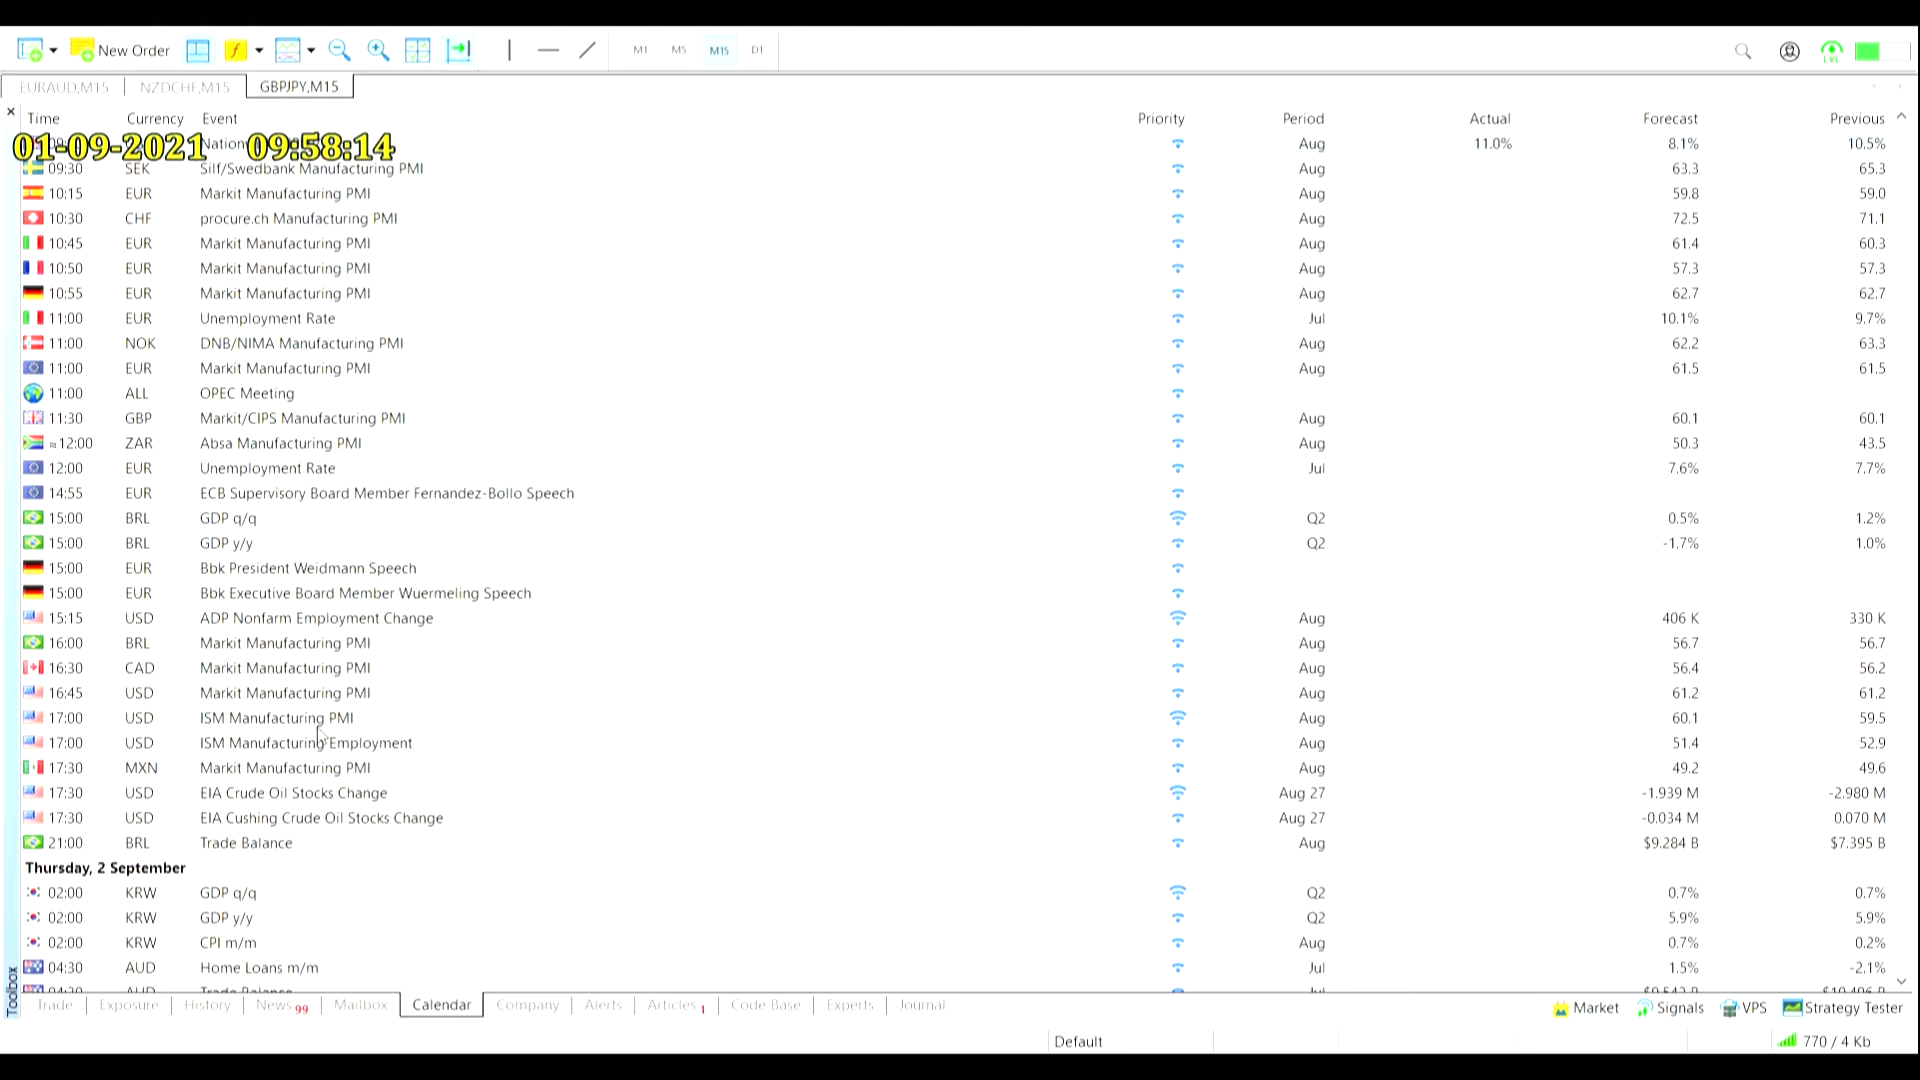 New Order M1 M5 M15 D1
EURAUD,M15 NZDCHF,M15 GBPJPY,M15
Time Currency Event Priority Period Actual Forecast Previous
01-09-2021 09:58:14
Nation Aug 11.0% 8.1% 10.5%
09:30 SEK Silf/Swedbank Manufacturing PMI Aug 63.3 65.3
10:15 EUR Markit Manufacturing PMI Aug 59.8 59.0
10:30 CHF procure.ch Manufacturing PMI Aug 72.5 71.1
10:45 EUR Markit Manufacturing PMI Aug 61.4 60.3
10:50 EUR Markit Manufacturing PMI Aug 57.3 57.3
10:55 EUR Markit Manufacturing PMI Aug 62.7 62.7
11:00 EUR Unemployment Rate Jul 10.1% 9.7%
11:00 NOK DNB/NIMA Manufacturing PMI Aug 62.2 63.3
11:00 EUR Markit Manufacturing PMI Aug 61.5 61.5
11:00 ALL OPEC Meeting
11:30 GBP Markit/CIPS Manufacturing PMI Aug 60.1 60.1
≈12:00 ZAR Absa Manufacturing PMI Aug 50.3 43.5
12:00 EUR Unemployment Rate Jul 7.6% 7.7%
14:55 EUR ECB Supervisory Board Member Fernandez-Bollo Speech
15:00 BRL GDP q/q Q2 0.5% 1.2%
15:00 BRL GDP y/y Q2 -1.7% 1.0%
15:00 EUR Bbk President Weidmann Speech
15:00 EUR Bbk Executive Board Member Wuermeling Speech
15:15 USD ADP Nonfarm Employment Change Aug 406 K 330 K
16:00 BRL Markit Manufacturing PMI Aug 56.7 56.7
16:30 CAD Markit Manufacturing PMI Aug 56.4 56.2
16:45 USD Markit Manufacturing PMI Aug 61.2 61.2
17:00 USD ISM Manufacturing PMI Aug 60.1 59.5
17:00 USD ISM Manufacturing Employment Aug 51.4 52.9
17:30 MXN Markit Manufacturing PMI Aug 49.2 49.6
17:30 USD EIA Crude Oil Stocks Change Aug 27 -1.939 M -2.980 M
17:30 USD EIA Cushing Crude Oil Stocks Change Aug 27 -0.034 M 0.070 M
21:00 BRL Trade Balance Aug $9.284 B $7.395 B
Thursday, 2 September
02:00 KRW GDP q/q Q2 0.7% 0.7%
02:00 KRW GDP y/y Q2 5.9% 5.9%
02:00 KRW CPI m/m Aug 0.7% 0.2%
04:30 AUD Home Loans m/m Jul 1.5% -2.1%
04:30 AUD Trade Balance Jul
Toolbox
Trade Exposure History News 99 Mailbox Calendar Company Alerts Articles 1 Code Base Experts Journal Market Signals VPS Strategy Tester
Default 770 / 4 Kb